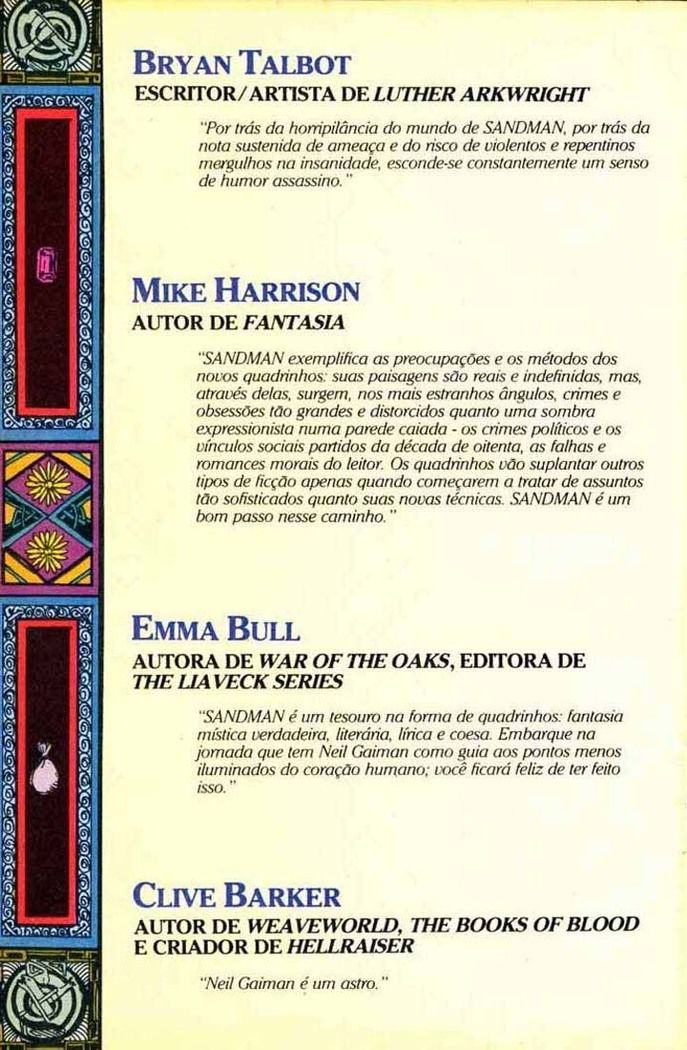 BRYAN TALBOT
ESCRITOR/ARTISTA DE LUTHER ARKWRIGHT
"Por trás da horripilância do mundo de SANDMAN, por trás da
nota sustenida de ameaça e do risco de violentos e repentinos
mergulhos na insanidade, esconde-se constantemente um senso
de humor assassino."
MIKE HARRISON
AUTOR DE FANTASIA
"SANDMAN exemplifica as preocupações e os métodos dos
novos quadrinhos: suas paisagens são reais e indefinidas, mas,
através delas, surgem, nos mais estranhos ângulos, crimes e
obsessões tão grandes e distorcidos quanto uma sombra
expressionista numa parede caiada - os crimes políticos e os
vínculos sociais partidos da década de oitenta, as falhas e
romances morais do leitor. Os quadrinhos vão suplantar outros
tipos de ficção apenas quando começarem a tratar de assuntos
tão sofisticados quanto suas novas técnicas. SANDMAN é um
bom passo nesse caminho."
EMMA BULL
AUTORA DE WAR OF THE OAKS, EDITORA DE
THE LIAVECK SERIES
"SANDMAN é um tesouro na forma de quadrinhos: fantasia
mística verdadeira, literária, lírica e coesa. Embarque na
jornada que tem Neil Gaiman como guia aos pontos menos
iluminados do coração humano; você ficará feliz de ter feito
isso."
CLIVE BARKER
AUTOR DE WEAVEWORLD, THE BOOKS OF BLOOD
E CRIADOR DE HELLRAISER
"Neil Gaiman é um astro."